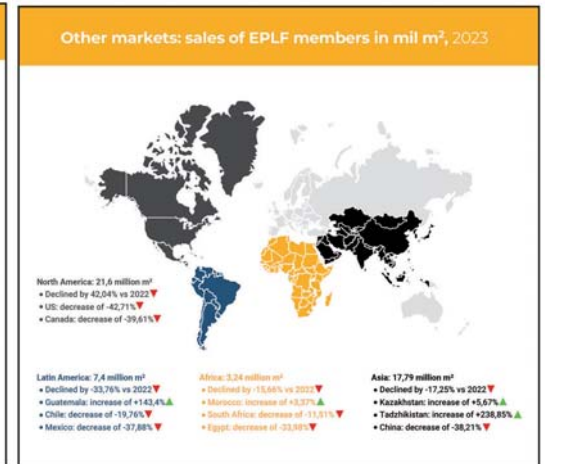 Other markets: sales of EPLF members in mil m², 2023
North America: 21,6 million m²
• Declined by 42,04% vs 2022
• US: decrease of -42,71%
• Canada: decrease of -39,61%
Latin America: 7,4 million m²
• Declined by -33,76% vs 2022
• Guatemala: increase of +143,4%
• Chile: decrease of -19,76%
• Mexico: decrease of -37,88%
Africa: 3,24 million m²
• Declined by -15,66% vs 2022
• Morocco: increase of +3,37%
• South Africa: decrease of -11,51%
• Egypt: decrease of -33,98%
Asia: 17,79 million m²
• Declined by -17,25% vs 2022
• Kazakhstan: increase of +5,67%
• Tadzhikistan: increase of +238,85%
• China: decrease of -38,21%